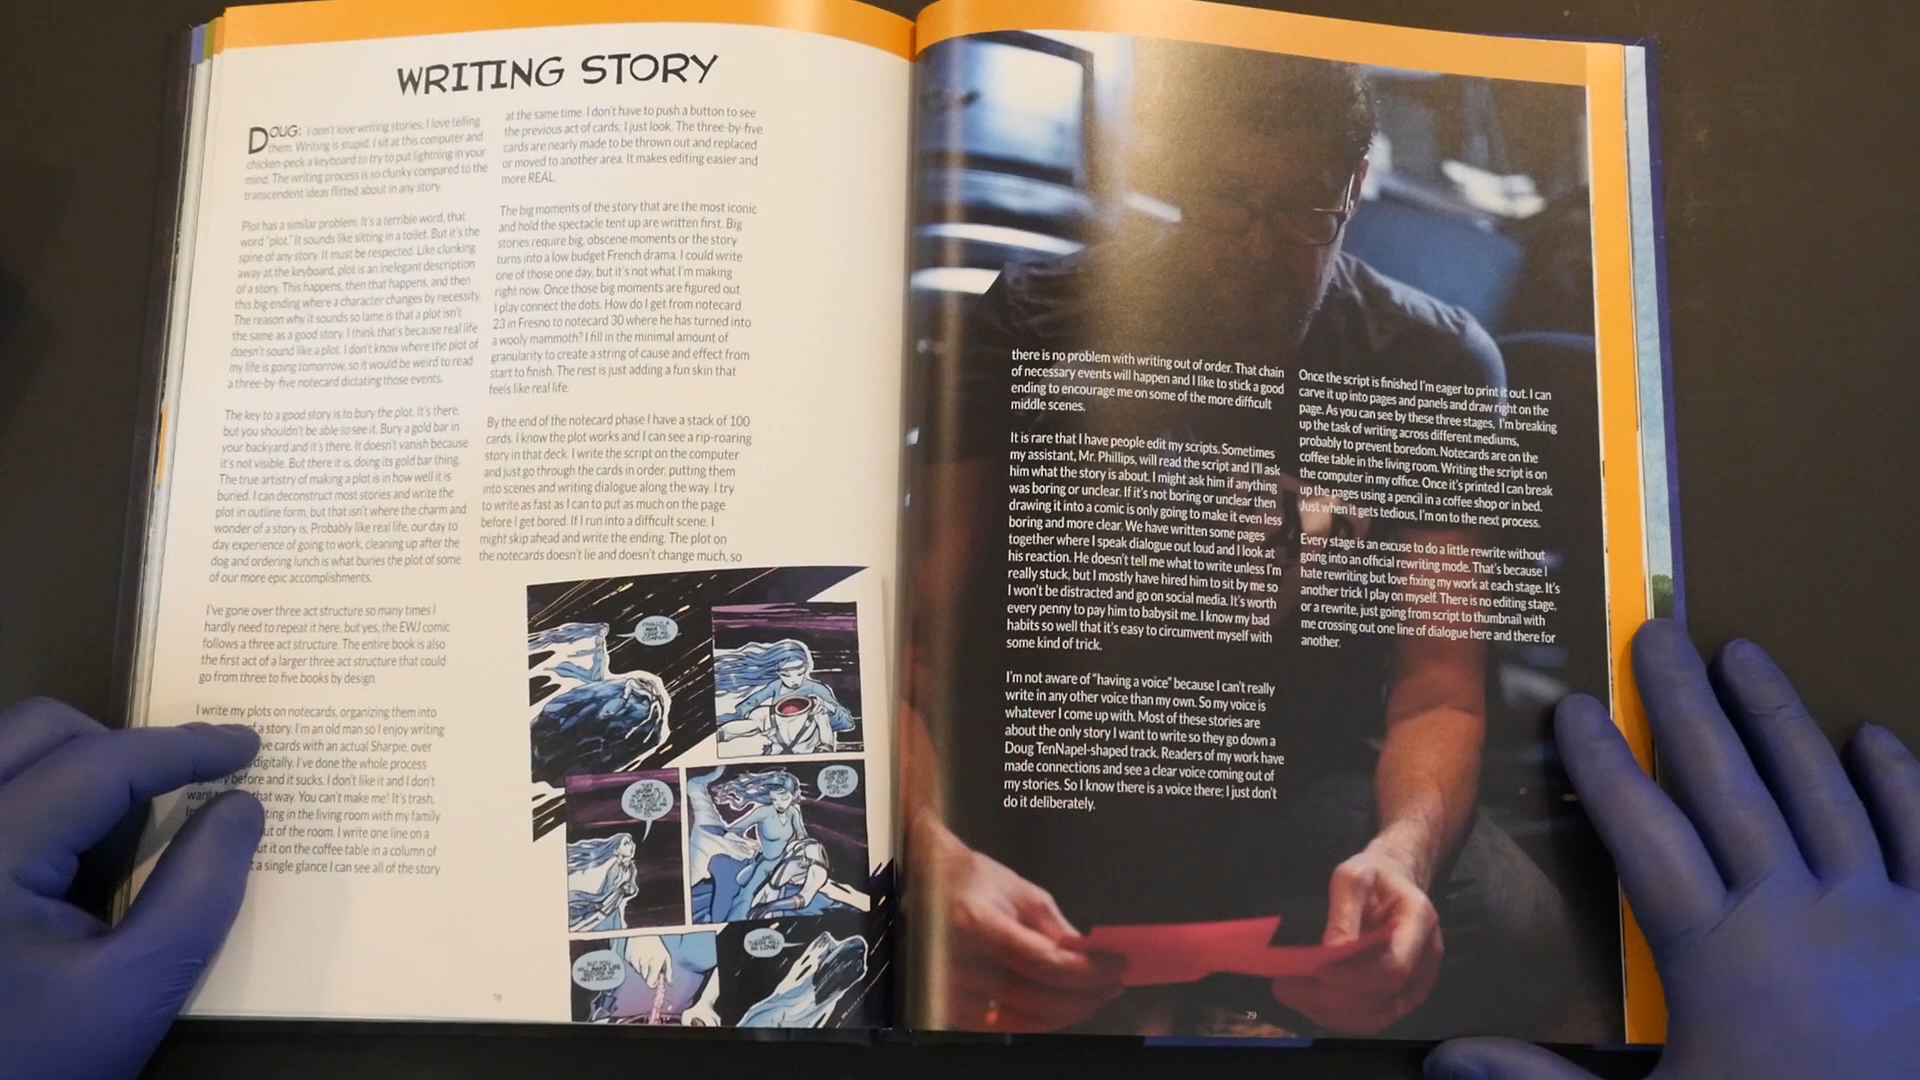 WRITING STORY
DOUG: I don't love writing stories; I love telling
them. Writing is stupid. I sit at this computer and
chicken-peck a keyboard to try to put lightning in your
mind. The writing process is so clunky compared to the
transcendent ideas flitted about in any story.
Plot has a similar problem. It's a terrible word, that
word "plot." It sounds like sitting in a toilet. But it's the
spine of any story. It must be respected. Like clunking
away at the keyboard, plot is an inelegant description
of a story. This happens, then that happens, and then
this big ending where a character changes by necessity.
The reason why it sounds so lame is that a plot isn't
the same as a good story. I think that's because real life
doesn't sound like a plot. I don't know where the plot of
my life is going tomorrow, so it would be weird to read
a three-by-five notecard dictating those events.
The key to a good story is to bury the plot. It's there,
but you shouldn't be able to see it. Bury a gold bar in
your backyard and it's there. It doesn't vanish because
it's not visible. But there it is, doing its gold bar thing.
The true artistry of making a plot is in how well it is
buried. I can deconstruct most stories and write the
plot in outline form, but that isn't where the charm and
wonder of a story is. Probably like real life, our day to
day experience of going to work, cleaning up after the
dog and ordering lunch is what buries the plot of some
of our more epic accomplishments.
I've gone over three act structure so many times I
hardly need to repeat it here, but yes, the EWJ comic
follows a three act structure. The entire book is also
the first act of a larger three act structure that could
go from three to five books by design.
I write my plots on notecards, organizing them into
of a story. I'm an old man so I enjoy writing
ve cards with an actual Sharpie, over
digitally. I've done the whole process
before and it sucks. I don't like it and I don't
want that way. You can't make me! It's trash.
ting in the living room with my family
ut of the room. I write one line on a
ut it on the coffee table in a column of
a single glance I can see all of the story
at the same time. I don't have to push a button to see
the previous act of cards; I just look. The three-by-five
cards are nearly made to be thrown out and replaced
or moved to another area. It makes editing easier and
more REAL.
The big moments of the story that are the most iconic
and hold the spectacle tent up are written first. Big
stories require big, obscene moments or the story
turns into a low budget French drama. I could write
one of those one day, but it's not what I'm making
right now. Once those big moments are figured out
I play connect the dots. How do I get from notecard
23 in Fresno to notecard 30 where he has turned into
a wooly mammoth? I fill in the minimal amount of
granularity to create a string of cause and effect from
start to finish. The rest is just adding a fun skin that
feels like real life.
By the end of the notecard phase I have a stack of 100
cards. I know the plot works and I can see a rip-roaring
story in that deck. I write the script on the computer
and just go through the cards in order, putting them
into scenes and writing dialogue along the way. I try
to write as fast as I can to put as much on the page
before I get bored. If I run into a difficult scene, I
might skip ahead and write the ending. The plot on
the notecards doesn't lie and doesn't change much, so
78
there is no problem with writing out of order. That chain
of necessary events will happen and I like to stick a good
ending to encourage me on some of the more difficult
middle scenes.
It is rare that I have people edit my scripts. Sometimes
my assistant, Mr. Phillips, will read the script and I'll ask
him what the story is about. I might ask him if anything
was boring or unclear. If it's not boring or unclear then
drawing it into a comic is only going to make it even less
boring and more clear. We have written some pages
together where I speak dialogue out loud and I look at
his reaction. He doesn't tell me what to write unless I'm
really stuck, but I mostly have hired him to sit by me so
I won't be distracted and go on social media. It's worth
every penny to pay him to babysit me. I know my bad
habits so well that it's easy to circumvent myself with
some kind of trick.
I'm not aware of "having a voice" because I can't really
write in any other voice than my own. So my voice is
whatever I come up with. Most of these stories are
about the only story I want to write so they go down a
Doug TenNapel-shaped track. Readers of my work have
made connections and see a clear voice coming out of
my stories. So I know there is a voice there; I just don't
do it deliberately.
Once the script is finished I'm eager to print it out. I can
carve it up into pages and panels and draw right on the
page. As you can see by these three stages, I'm breaking
up the task of writing across different mediums,
probably to prevent boredom. Notecards are on the
coffee table in the living room. Writing the script is on
the computer in my office. Once it's printed I can break
up the pages using a pencil in a coffee shop or in bed.
Just when it gets tedious, I'm on to the next process.
Every stage is an excuse to do a little rewrite without
going into an official rewriting mode. That's because I
hate rewriting but love fixing my work at each stage. It's
another trick I play on myself. There is no editing stage,
or a rewrite, just going from script to thumbnail with
me crossing out one line of dialogue here and there for
another.
79